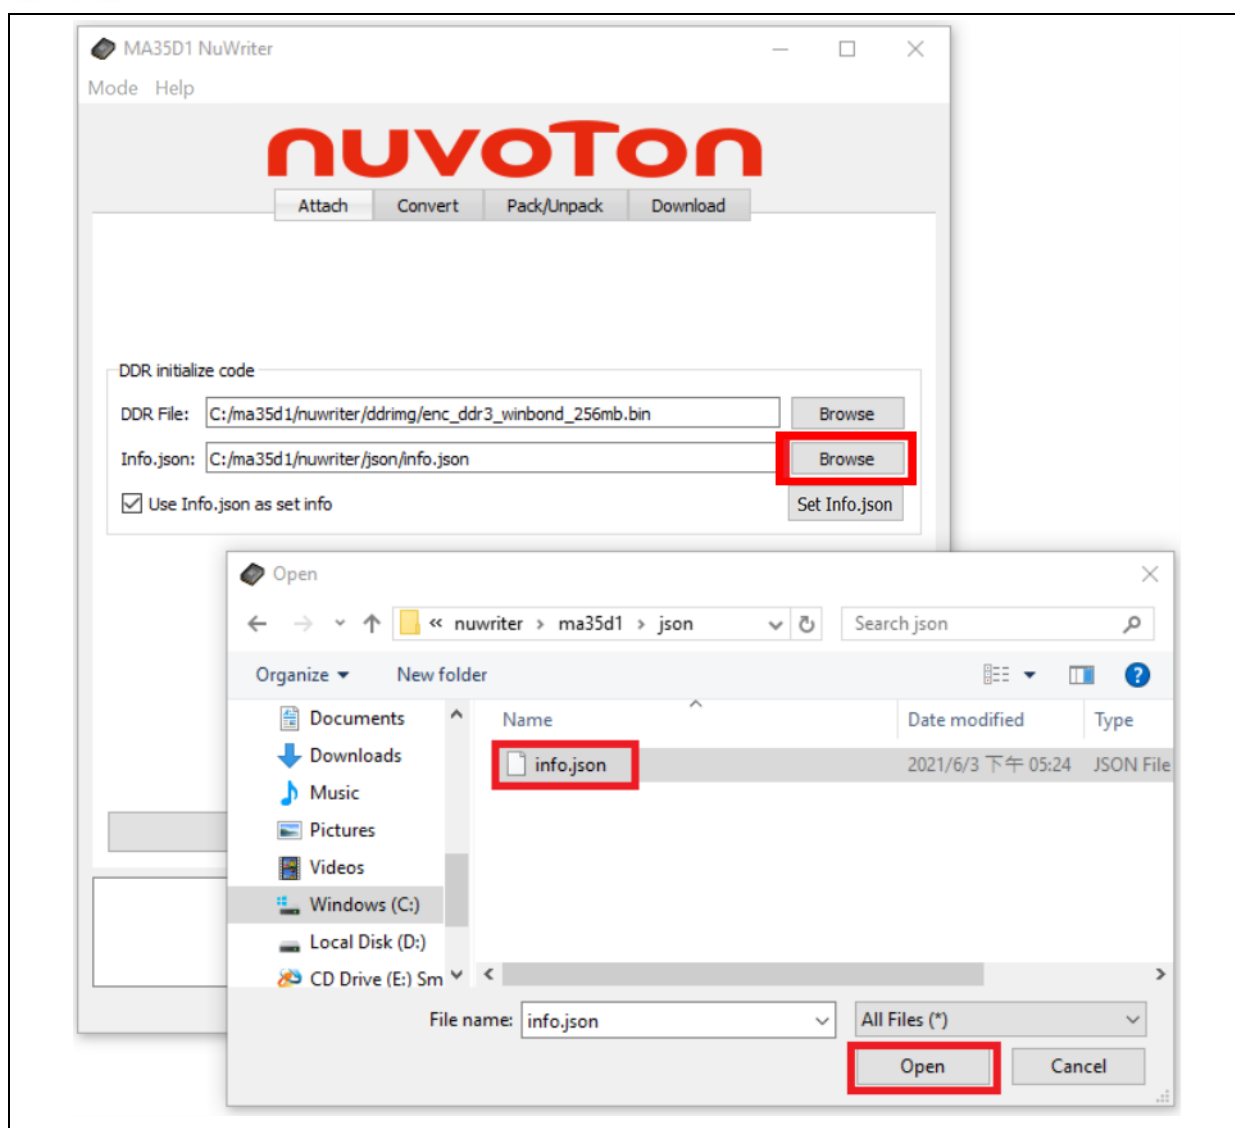 MA35D1 NuWriter
Mode Help
nuvoTon
Attach Convert Pack/Unpack Download
DDR initialize code
DDR File: C:/ma35d1/nuwriter/ddrimg/enc_ddr3_winbond_256mb.bin Browse
Info.json: C:/ma35d1/nuwriter/json/info.json Browse
Use Info.json as set info Set Info.json
Open
« nuwriter > ma35d1 > json Search json
Organize New folder
Documents Name Date modified Type
Downloads info.json 2021/6/3 下午 05:24 JSON File
Music
Pictures
Videos
Windows (C:)
Local Disk (D:)
CD Drive (E:) Sm
File name: info.json All Files (*)
Open Cancel